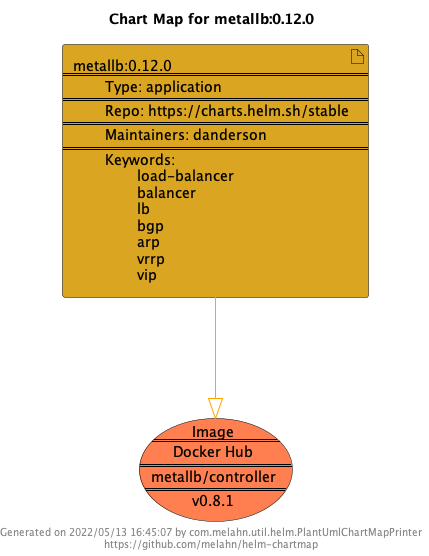 Chart Map for metallb:0.12.0
metallb:0.12.0
Type: application
Repo: https://charts.helm.sh/stable
Maintainers: danderson
Keywords:
load-balancer
balancer
lb
bgp
arp
vrrp
vip
Image
Docker Hub
metallb/controller
v0.8.1
Generated on 2022/05/13 16:45:07 by com.melahn.util.helm.PlantUmlChartMapPrinter
https://github.com/melahn/helm-chartmap